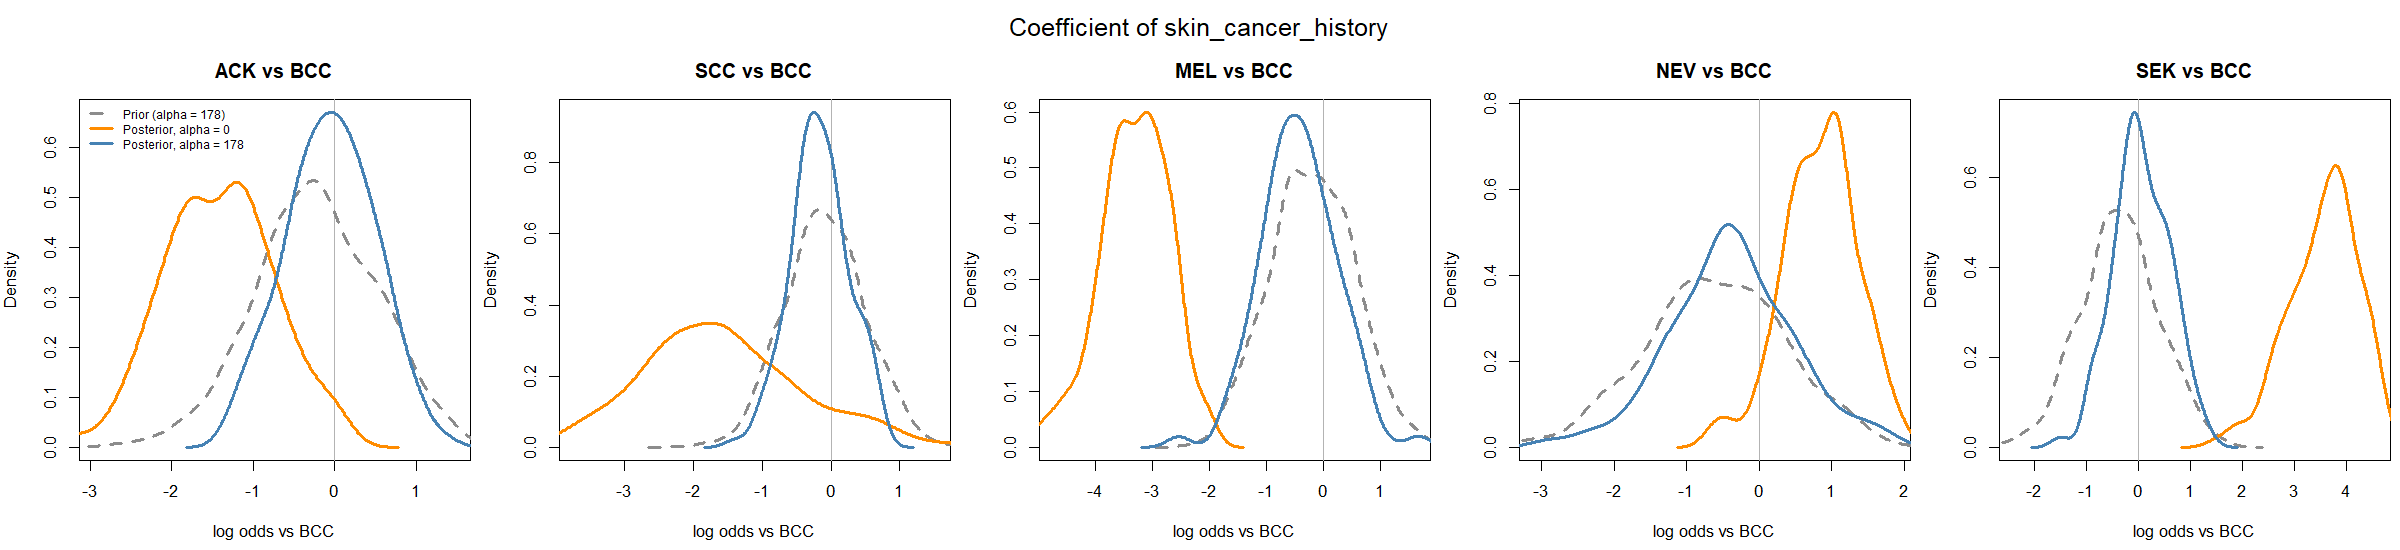 Coefficient of skin_cancer_history
ACK vs BCC
SCC vs BCC
MEL vs BCC
NEV vs BCC
SEK vs BCC
Prior (alpha = 178)
Posterior, alpha = 0
Posterior, alpha = 178
Density
0.0 0.1 0.2 0.3 0.4 0.5 0.6
-3 -2 -1 0 1
log odds vs BCC
Density
0.0 0.2 0.4 0.6 0.8
-3 -2 -1 0 1
log odds vs BCC
Density
0.0 0.1 0.2 0.3 0.4 0.5 0.6
-4 -3 -2 -1 0 1
log odds vs BCC
Density
0.0 0.2 0.4 0.6 0.8
-3 -2 -1 0 1 2
log odds vs BCC
Density
0.0 0.2 0.4 0.6
-2 -1 0 1 2 3 4
log odds vs BCC